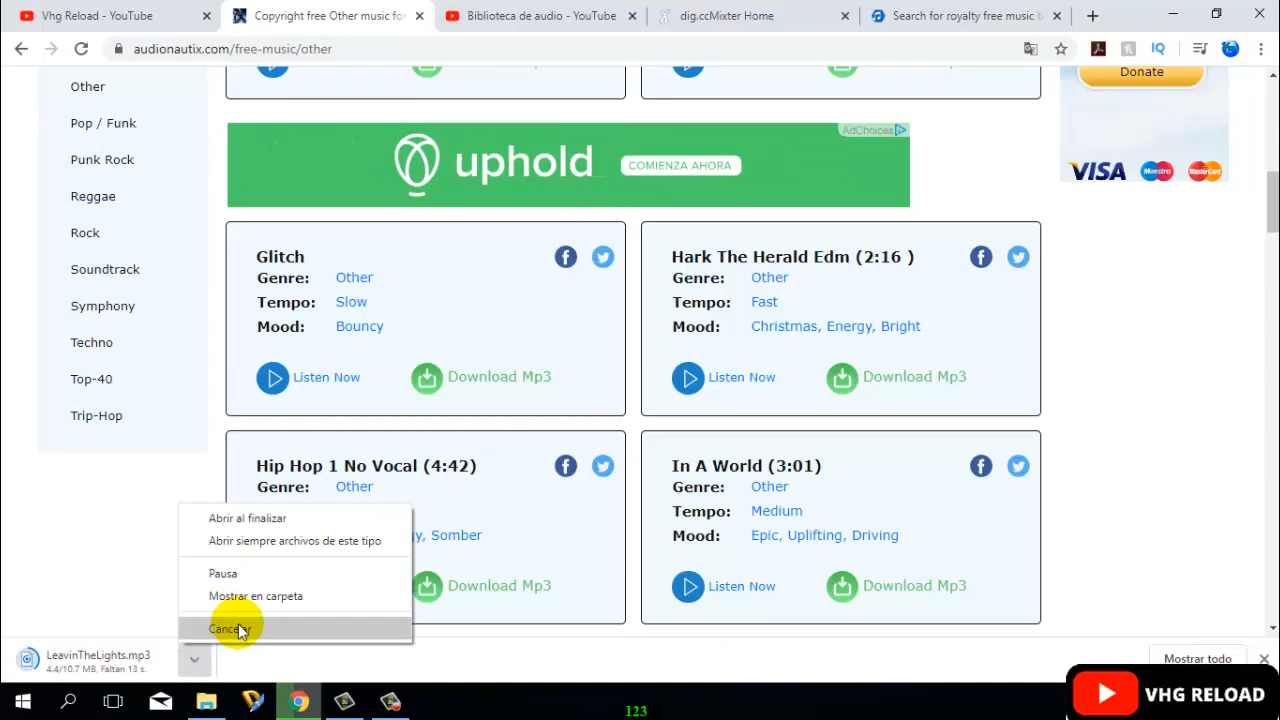 Vhg Reload - YouTube
Copyright free Other music fo
Biblioteca de audio - YouTube
dig.ccMixter Home
Search for royalty free music b
audionautix.com/free-music/other
Other
Pop / Funk
Punk Rock
Reggae
Rock
Soundtrack
Symphony
Techno
Top-40
Trip-Hop
AdChoices
uphold
COMIENZA AHORA
Donate
VISA
Maestro
MasterCard
Glitch
Genre: Other
Tempo: Slow
Mood: Bouncy
Listen Now
Download Mp3
Hark The Herald Edm (2:16 )
Genre: Other
Tempo: Fast
Mood: Christmas, Energy, Bright
Listen Now
Download Mp3
Hip Hop 1 No Vocal (4:42)
Genre: Other
Somber
Download Mp3
In A World (3:01)
Genre: Other
Tempo: Medium
Mood: Epic, Uplifting, Driving
Listen Now
Download Mp3
Abrir al finalizar
Abrir siempre archivos de este tipo
Pausa
Mostrar en carpeta
Cancelar
LeavinTheLights.mp3
4.4/10.7 MB, Faltan 13 s.
Mostrar todo
IQ
123
VHG RELOAD